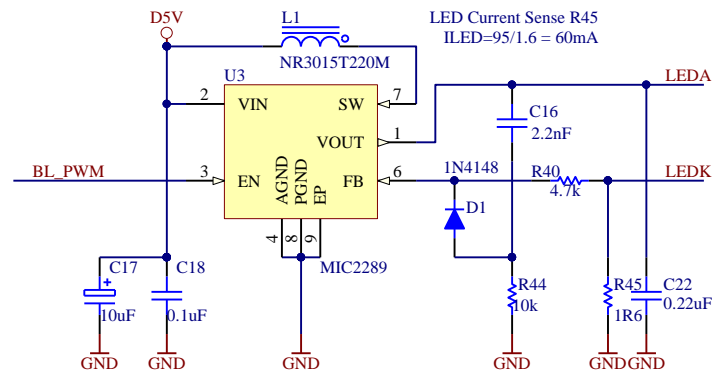 D5V
L1
LED Current Sense R45
ILED=95/1.6 = 60mA
NR3015T220M
U3
LEDA
2
VIN
SW
7
C16
2.2nF
VOUT
1
BL_PWM
3
EN
AGND
PGND
EP
FB
6
1N4148
R40
4.7k
LEDK
D1
4
8
9
MIC2289
C17
10uF
C18
0.1uF
R44
10k
R45
1R6
C22
0.22uF
GND
GND
GND
GND
GND
GND